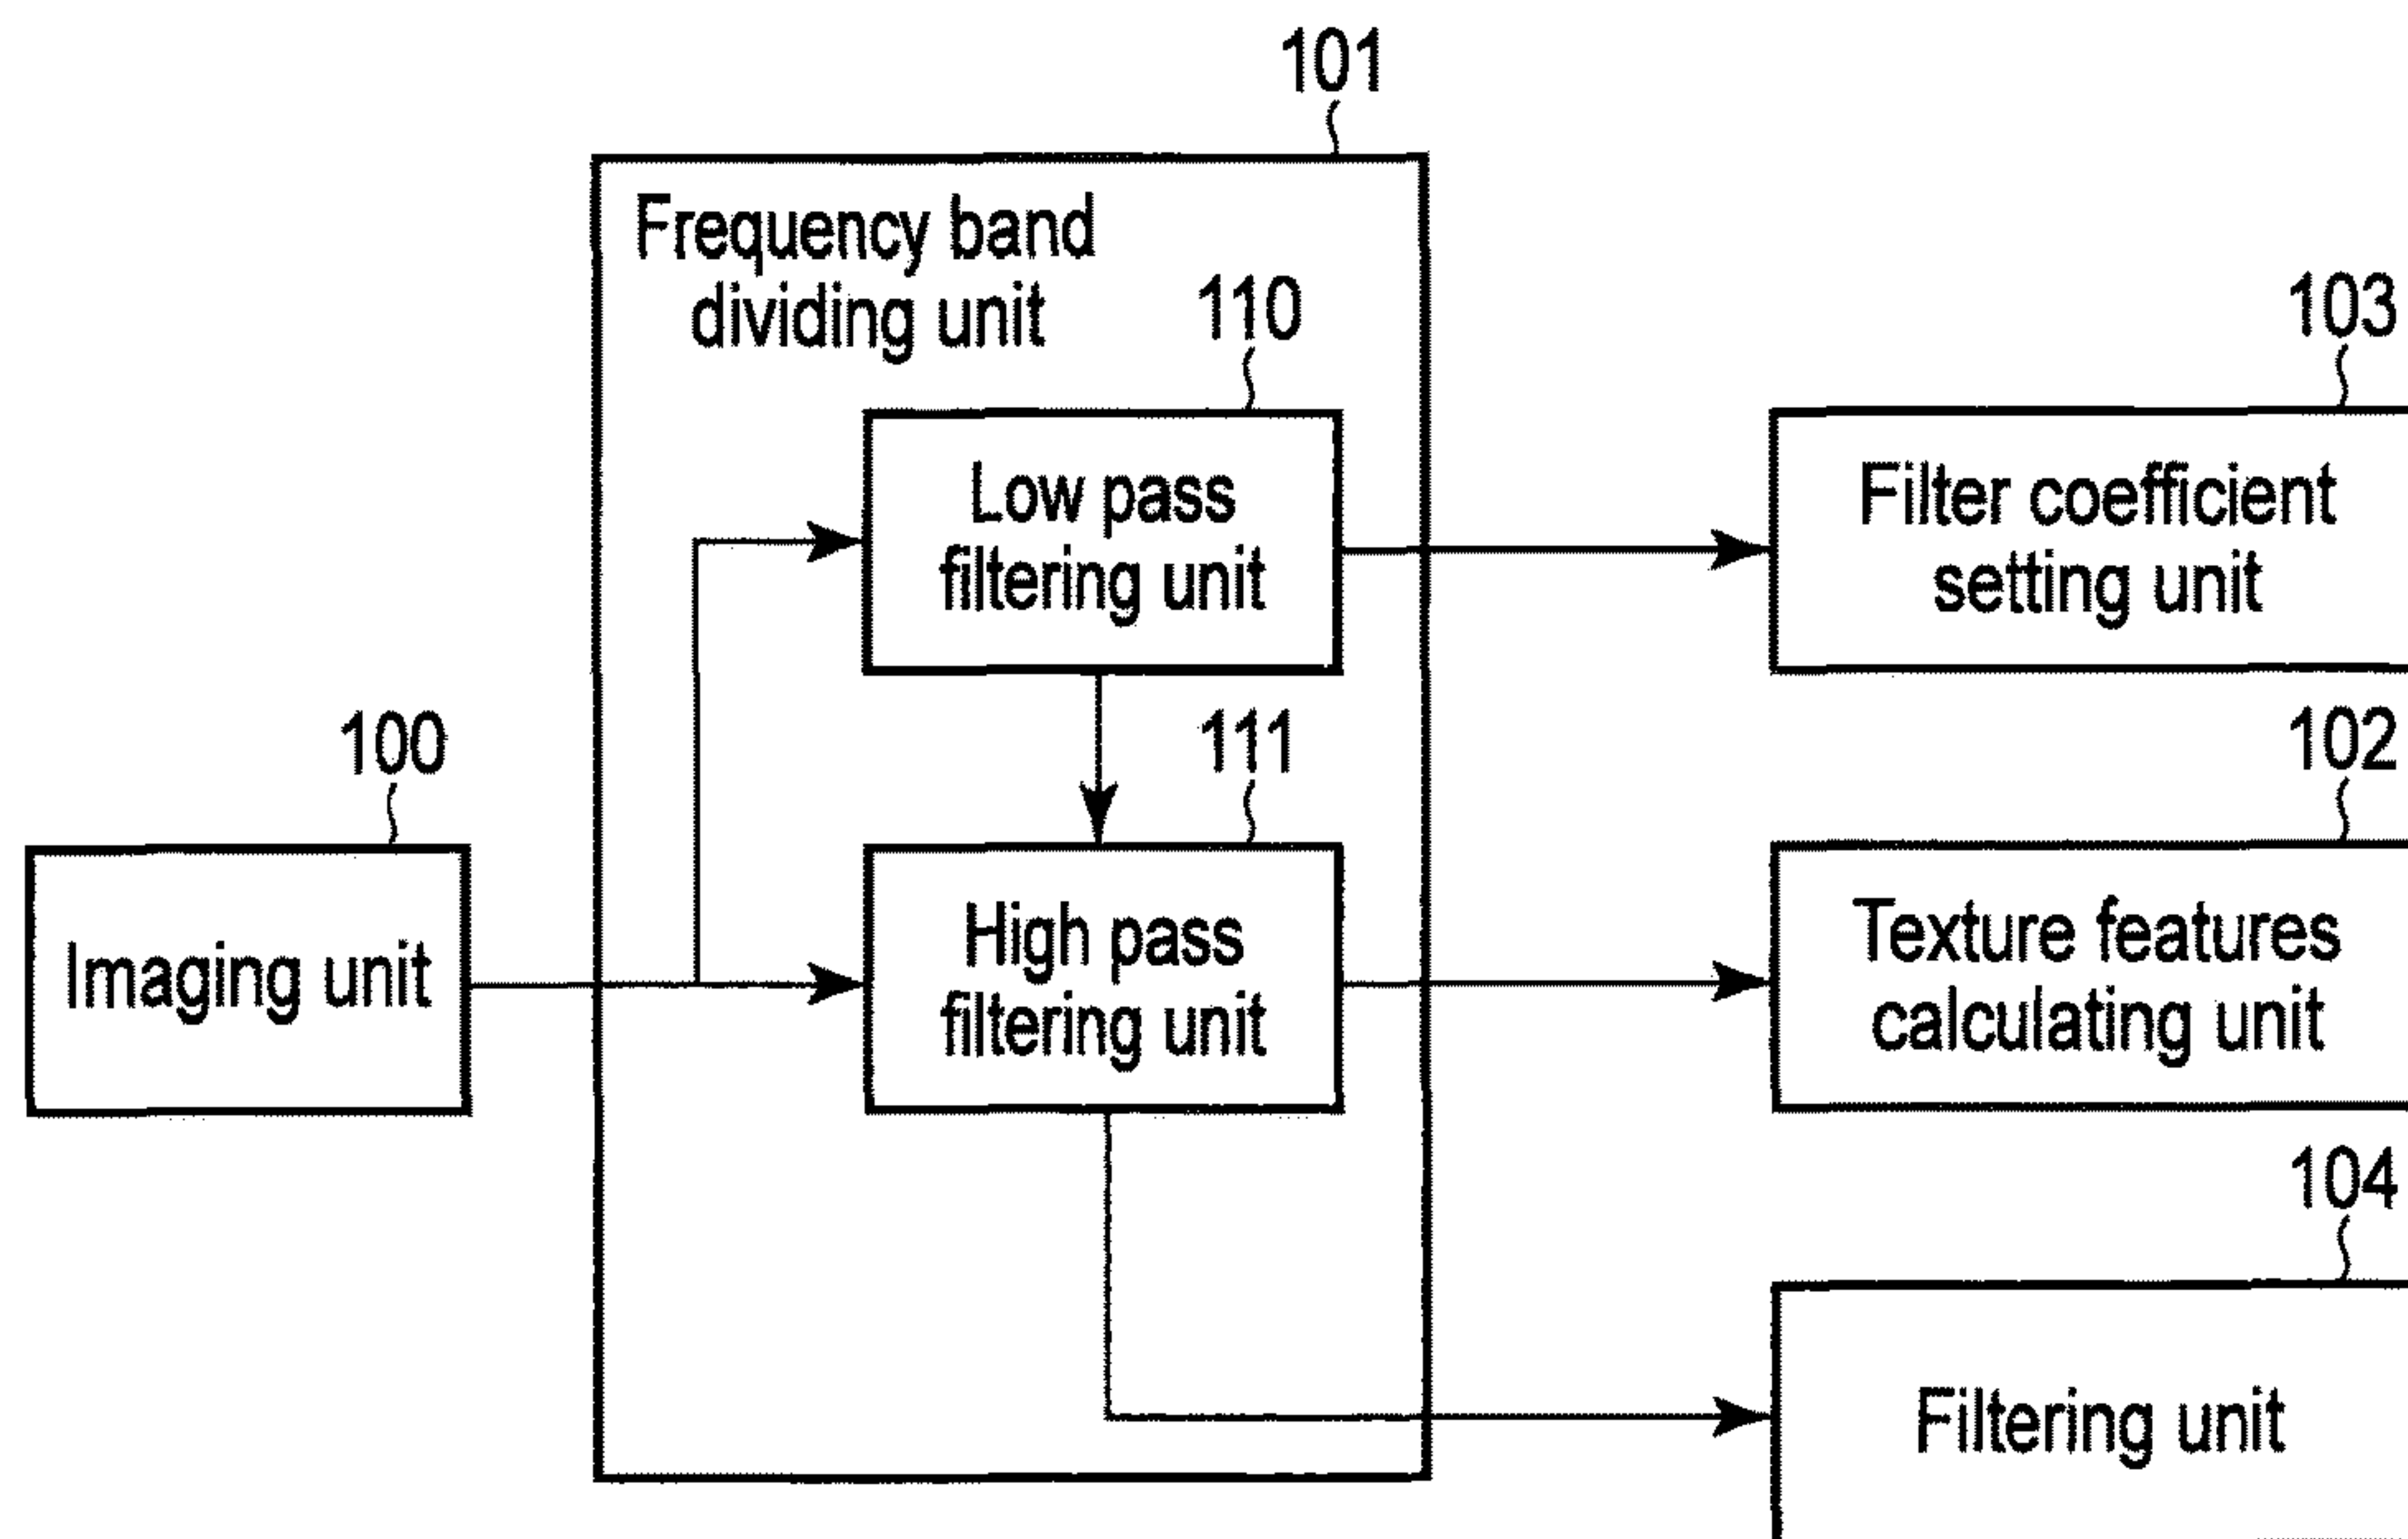 101
Frequency band
dividing unit
110
103
Low pass
filtering unit
Filter coefficient
setting unit
100
111
102
Imaging unit
High pass
filtering unit
Texture features
calculating unit
104
Filtering unit